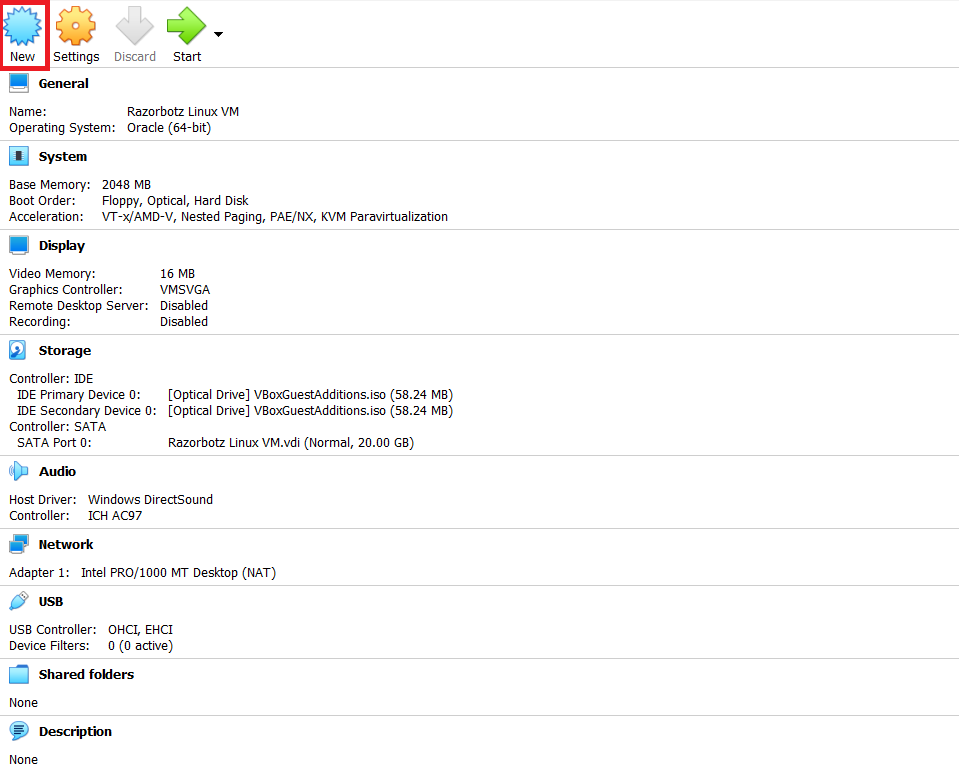 New Settings Discard Start
General
Name: Razorbotz Linux VM
Operating System: Oracle (64-bit)
System
Base Memory: 2048 MB
Boot Order: Floppy, Optical, Hard Disk
Acceleration: VT-x/AMD-V, Nested Paging, PAE/NX, KVM Paravirtualization
Display
Video Memory: 16 MB
Graphics Controller: VMSVGA
Remote Desktop Server: Disabled
Recording: Disabled
Storage
Controller: IDE
IDE Primary Device 0: [Optical Drive] VBoxGuestAdditions.iso (58.24 MB)
IDE Secondary Device 0: [Optical Drive] VBoxGuestAdditions.iso (58.24 MB)
Controller: SATA
SATA Port 0: Razorbotz Linux VM.vdi (Normal, 20.00 GB)
Audio
Host Driver: Windows DirectSound
Controller: ICH AC97
Network
Adapter 1: Intel PRO/1000 MT Desktop (NAT)
USB
USB Controller: OHCI, EHCI
Device Filters: 0 (0 active)
Shared folders
None
Description
None